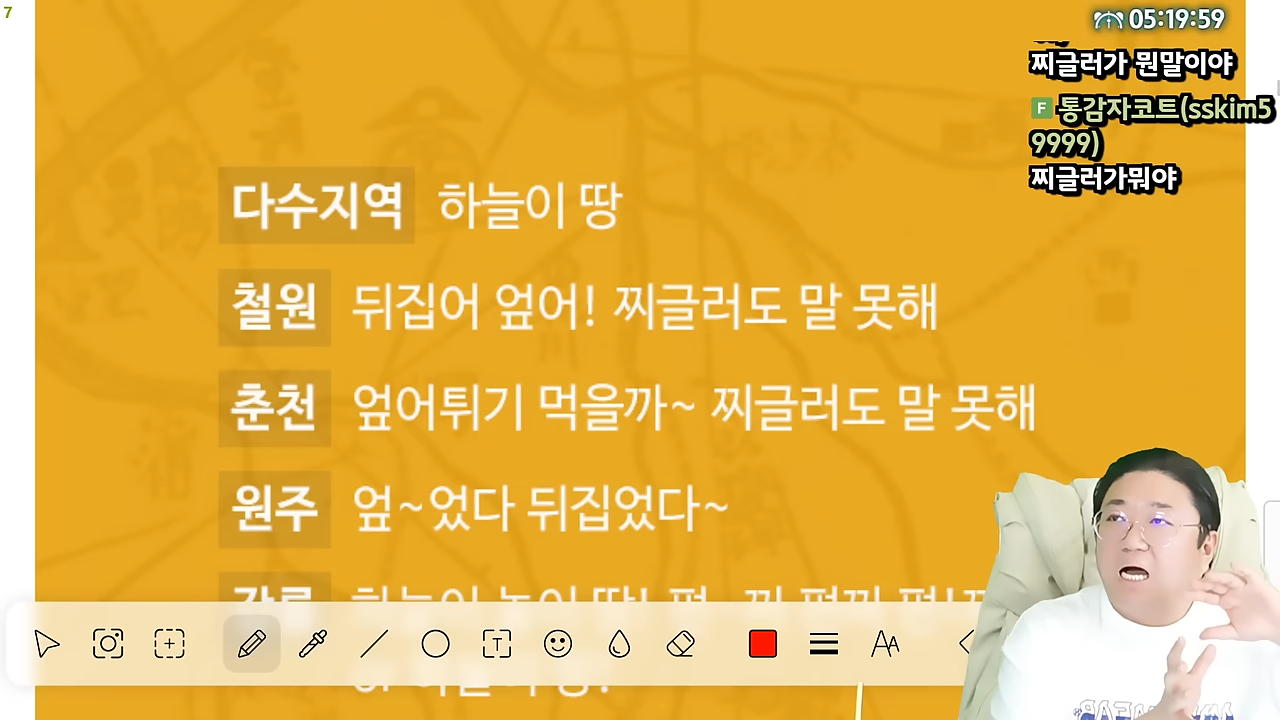 7
05:19:59
찌글러가 뭔말이야
F 통감자코트(sskim5
9999)
찌글러가뭐야
다수지역 하늘이 땅
철원 뒤집어 엎어! 찌글러도 말 못해
춘천 엎어튀기 먹을까~ 찌글러도 말 못해
원주 엎~었다 뒤집었다~
T
AA